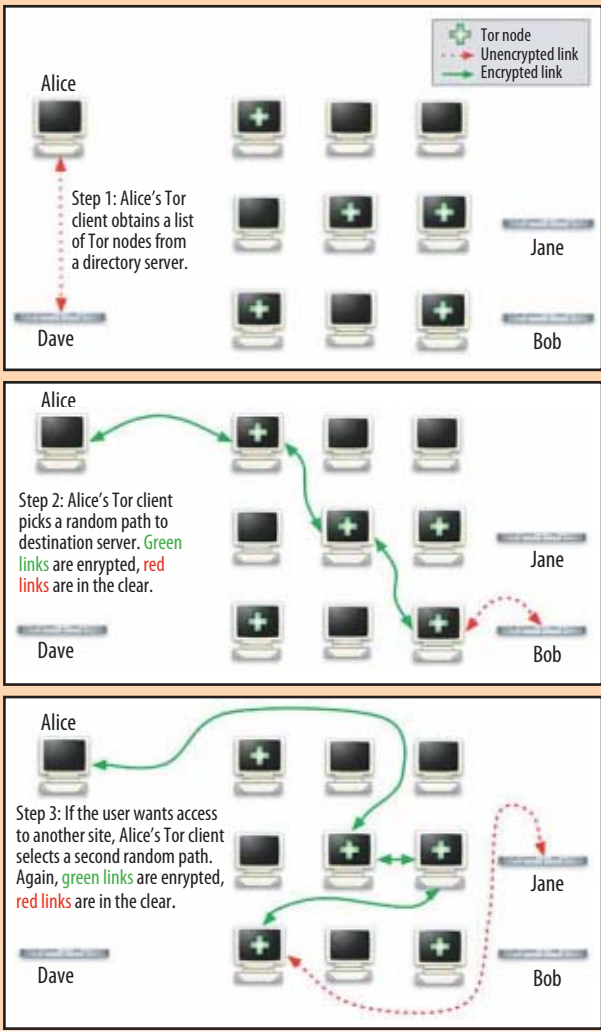 Tor node
Unencrypted link
Encrypted link
Alice
Step 1: Alice's Tor
client obtains a list
of Tor nodes from
a directory server.
Jane
Dave
Bob
Alice
Step 2: Alice's Tor client
picks a random path to
destination server. Green
links are enrypted, red
links are in the clear.
Jane
Dave
Bob
Alice
Step 3: If the user wants access
to another site, Alice's Tor client
selects a second random path.
Again, green links are enrypted,
red links are in the clear.
Jane
Dave
Bob